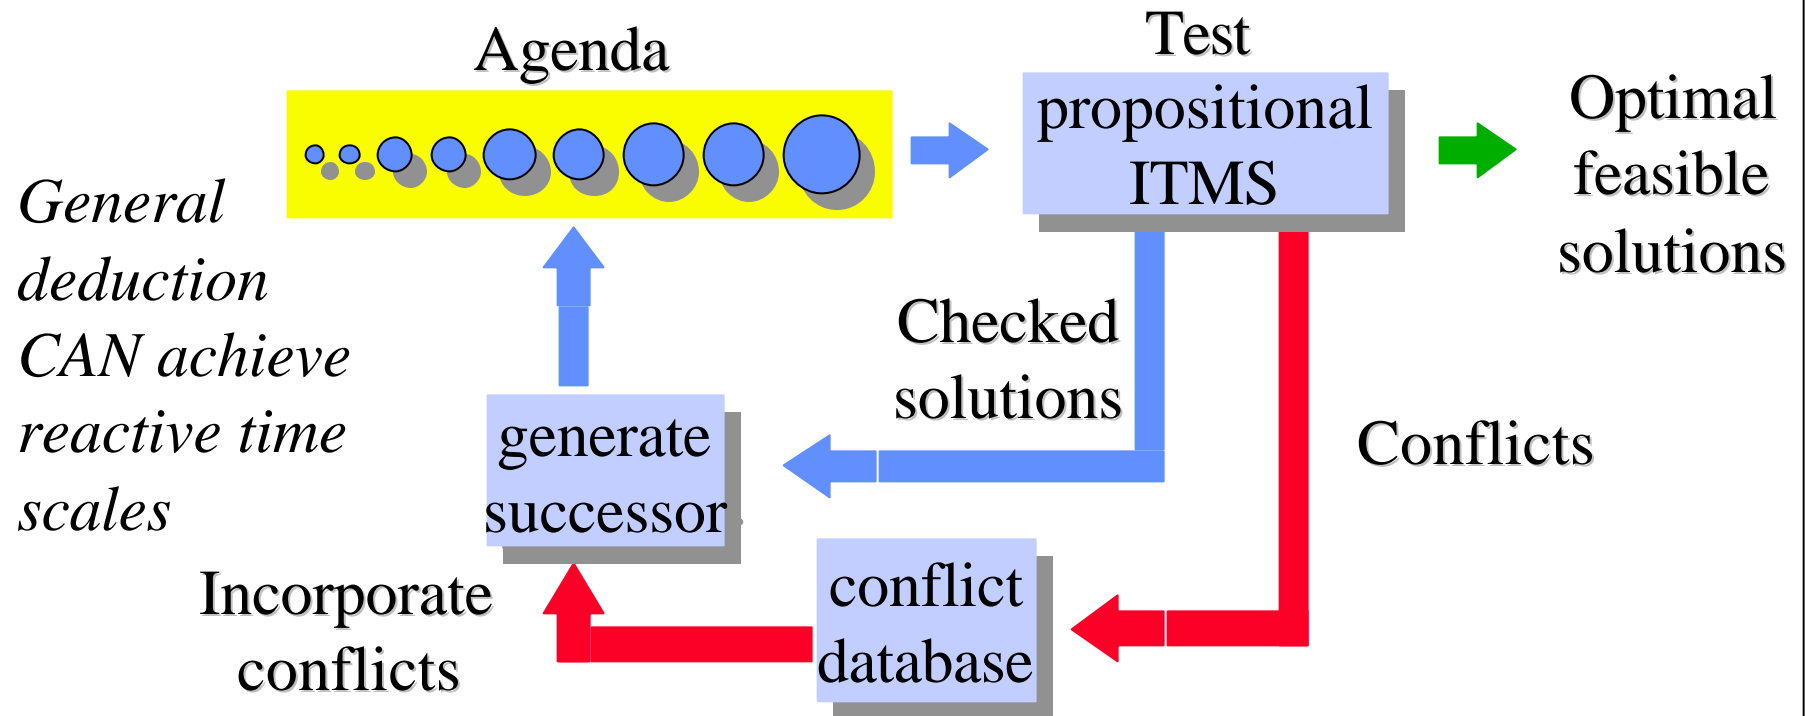 Agenda
Test
propositional
ITMS
Optimal
feasible
solutions
General
deduction
CAN achieve
reactive time
scales
Checked
solutions
Conflicts
generate
successor
Incorporate
conflicts
conflict
database